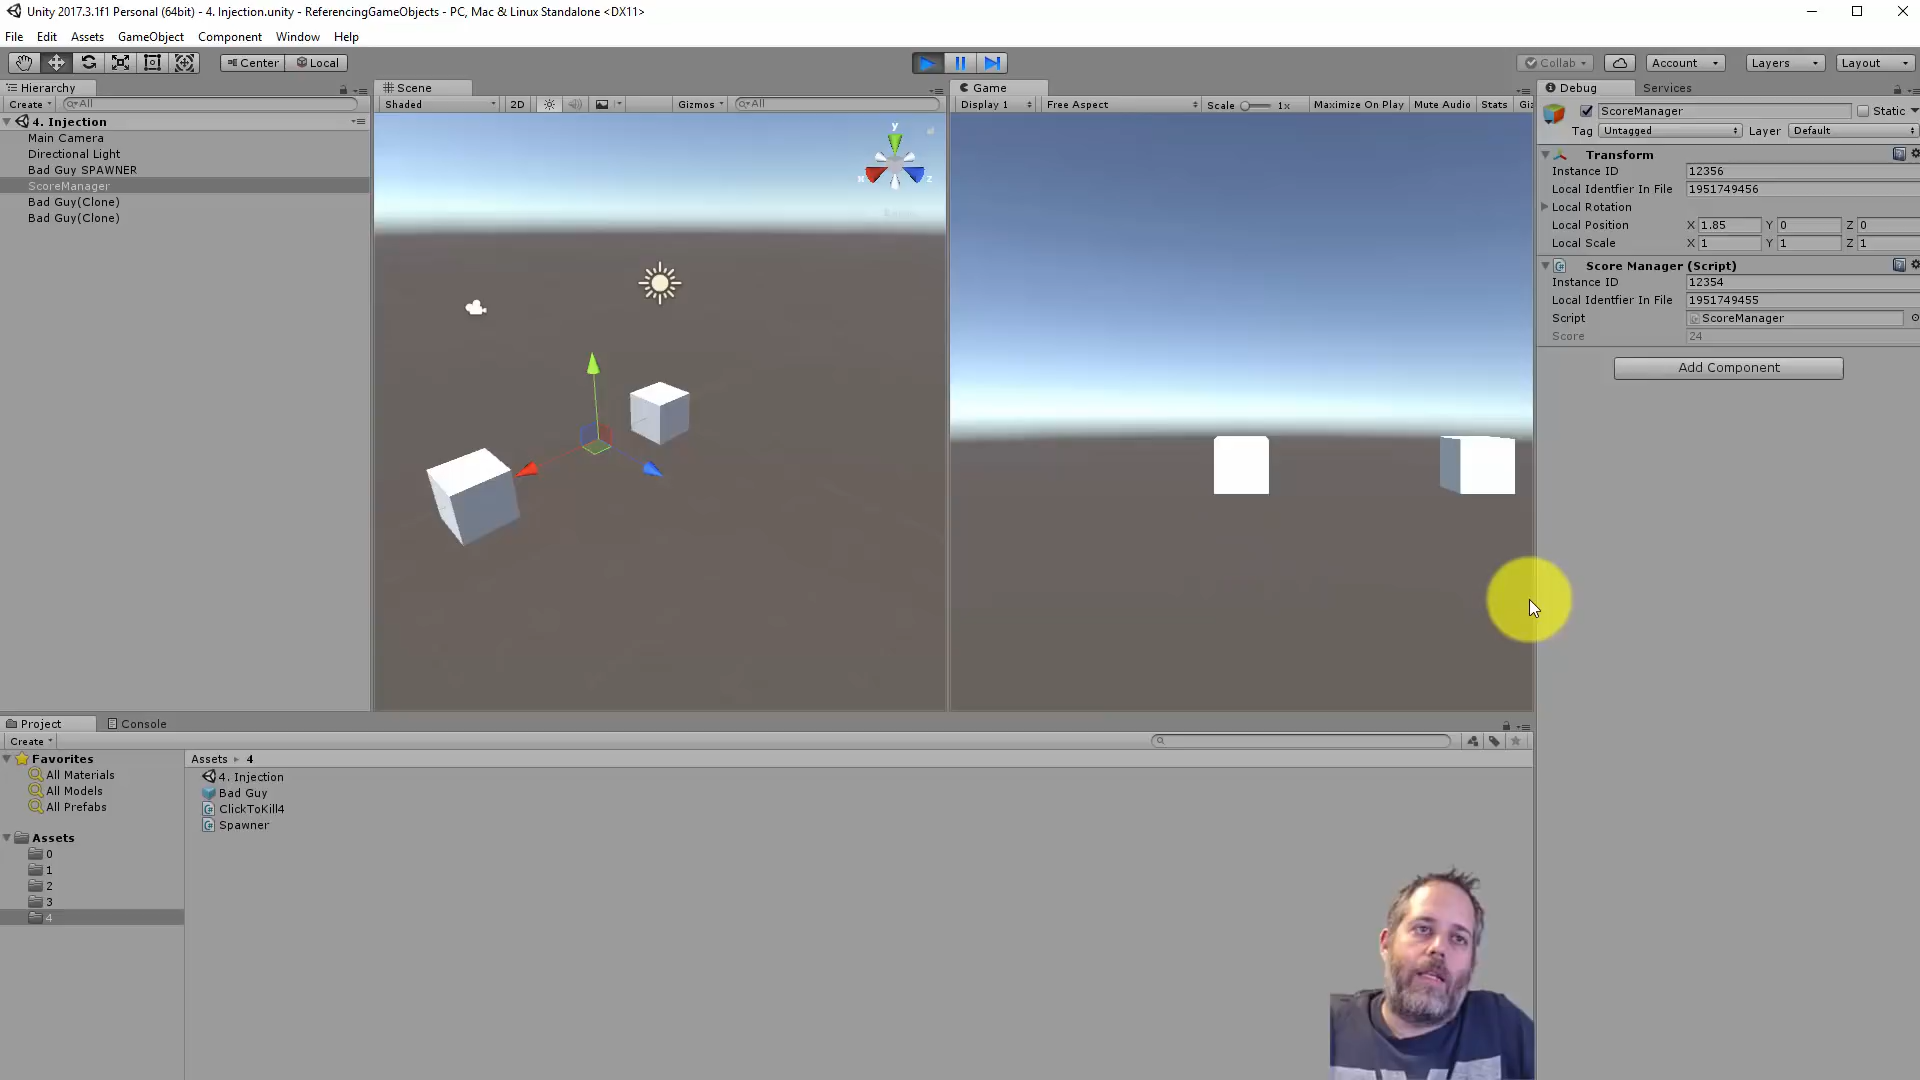 Unity 2017.3.1f1 Personal (64bit) - 4. Injection.unity - ReferencingGameObjects - PC, Mac & Linux Standalone <DX11>
File Edit Assets GameObject Component Window Help
Center Local Collab Account Layers Layout
Hierarchy
Create All
4. Injection
Main Camera
Directional Light
Bad Guy SPAWNER
ScoreManager
Bad Guy(Clone)
Bad Guy(Clone)
Scene
Shaded 2D Gizmos All
y
x z
Game
Display 1 Free Aspect Scale 1x Maximize On Play Mute Audio Stats Giz
Debug Services
ScoreManager Static
Tag Untagged Layer Default
Transform
Instance ID 12356
Local Identfier In File 1951749456
Local Rotation
Local Position X 1.85 Y 0 Z 0
Local Scale X 1 Y 1 Z 1
Score Manager (Script)
Instance ID 12354
Local Identfier In File 1951749455
Script ScoreManager
Score 24
Add Component
Project Console
Create
Favorites
All Materials
All Models
All Prefabs
Assets
0
1
2
3
4
Assets 4
4. Injection
Bad Guy
ClickToKill4
Spawner